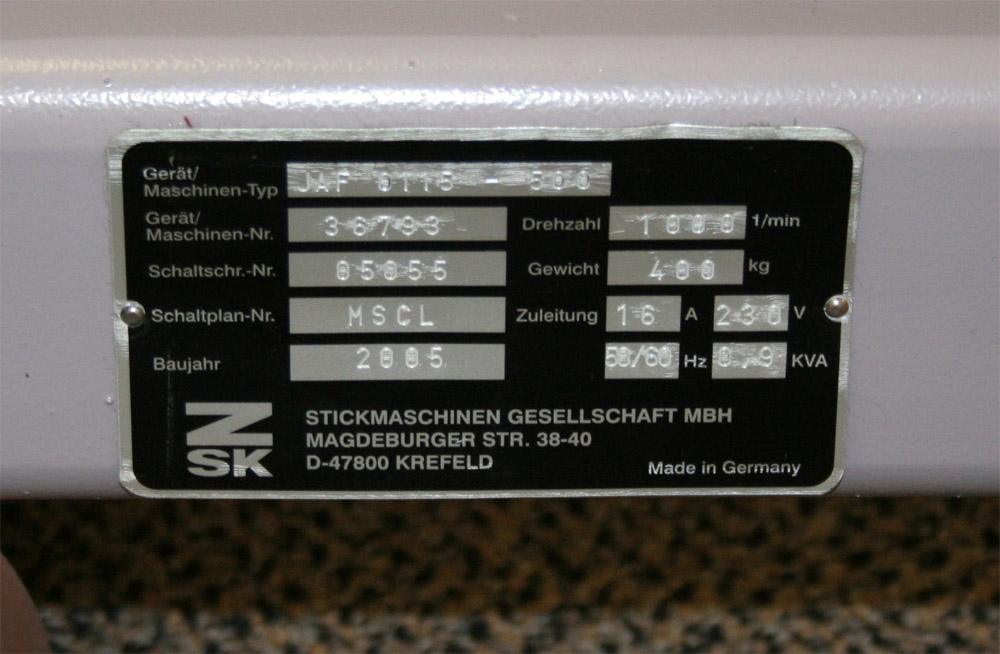 Gerät/
Maschinen-Typ JAF 0116 - 500
Gerät/
Maschinen-Nr. 36793 Drehzahl 1000 1/min
Schaltschr.-Nr. 05055 Gewicht 400 kg
Schaltplan-Nr. MSCL Zuleitung 16 A 230 V
Baujahr 2005 50/60 Hz 0,9 KVA
ZSK
STICKMASCHINEN GESELLSCHAFT MBH
MAGDEBURGER STR. 38-40
D-47800 KREFELD
Made in Germany